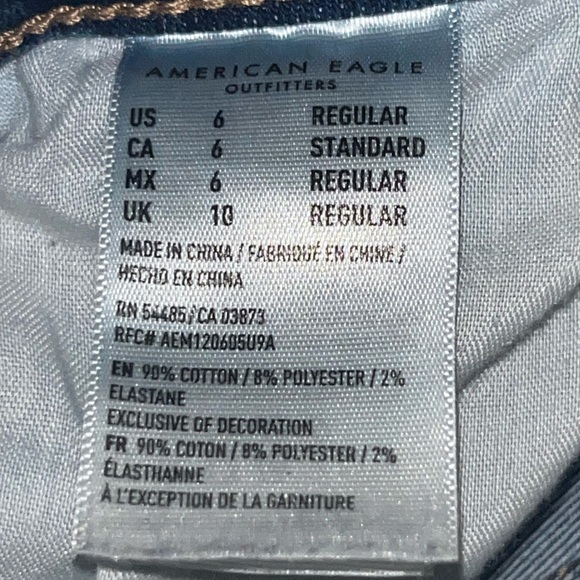 AMERICAN EAGLE
OUTFITTERS
US 6 REGULAR
CA 6 STANDARD
MX 6 REGULAR
UK 10 REGULAR
MADE IN CHINA / FABRIQUÉ EN CHINE /
HECHO EN CHINA
RN 54485/CA 03873
RFC# AEM120605U9A
EN 90% COTTON / 8% POLYESTER / 2%
ELASTANE
EXCLUSIVE OF DECORATION
FR 90% COTON / 8% POLYESTER / 2%
ÉLASTHANNE
À L'EXCEPTION DE LA GARNITURE